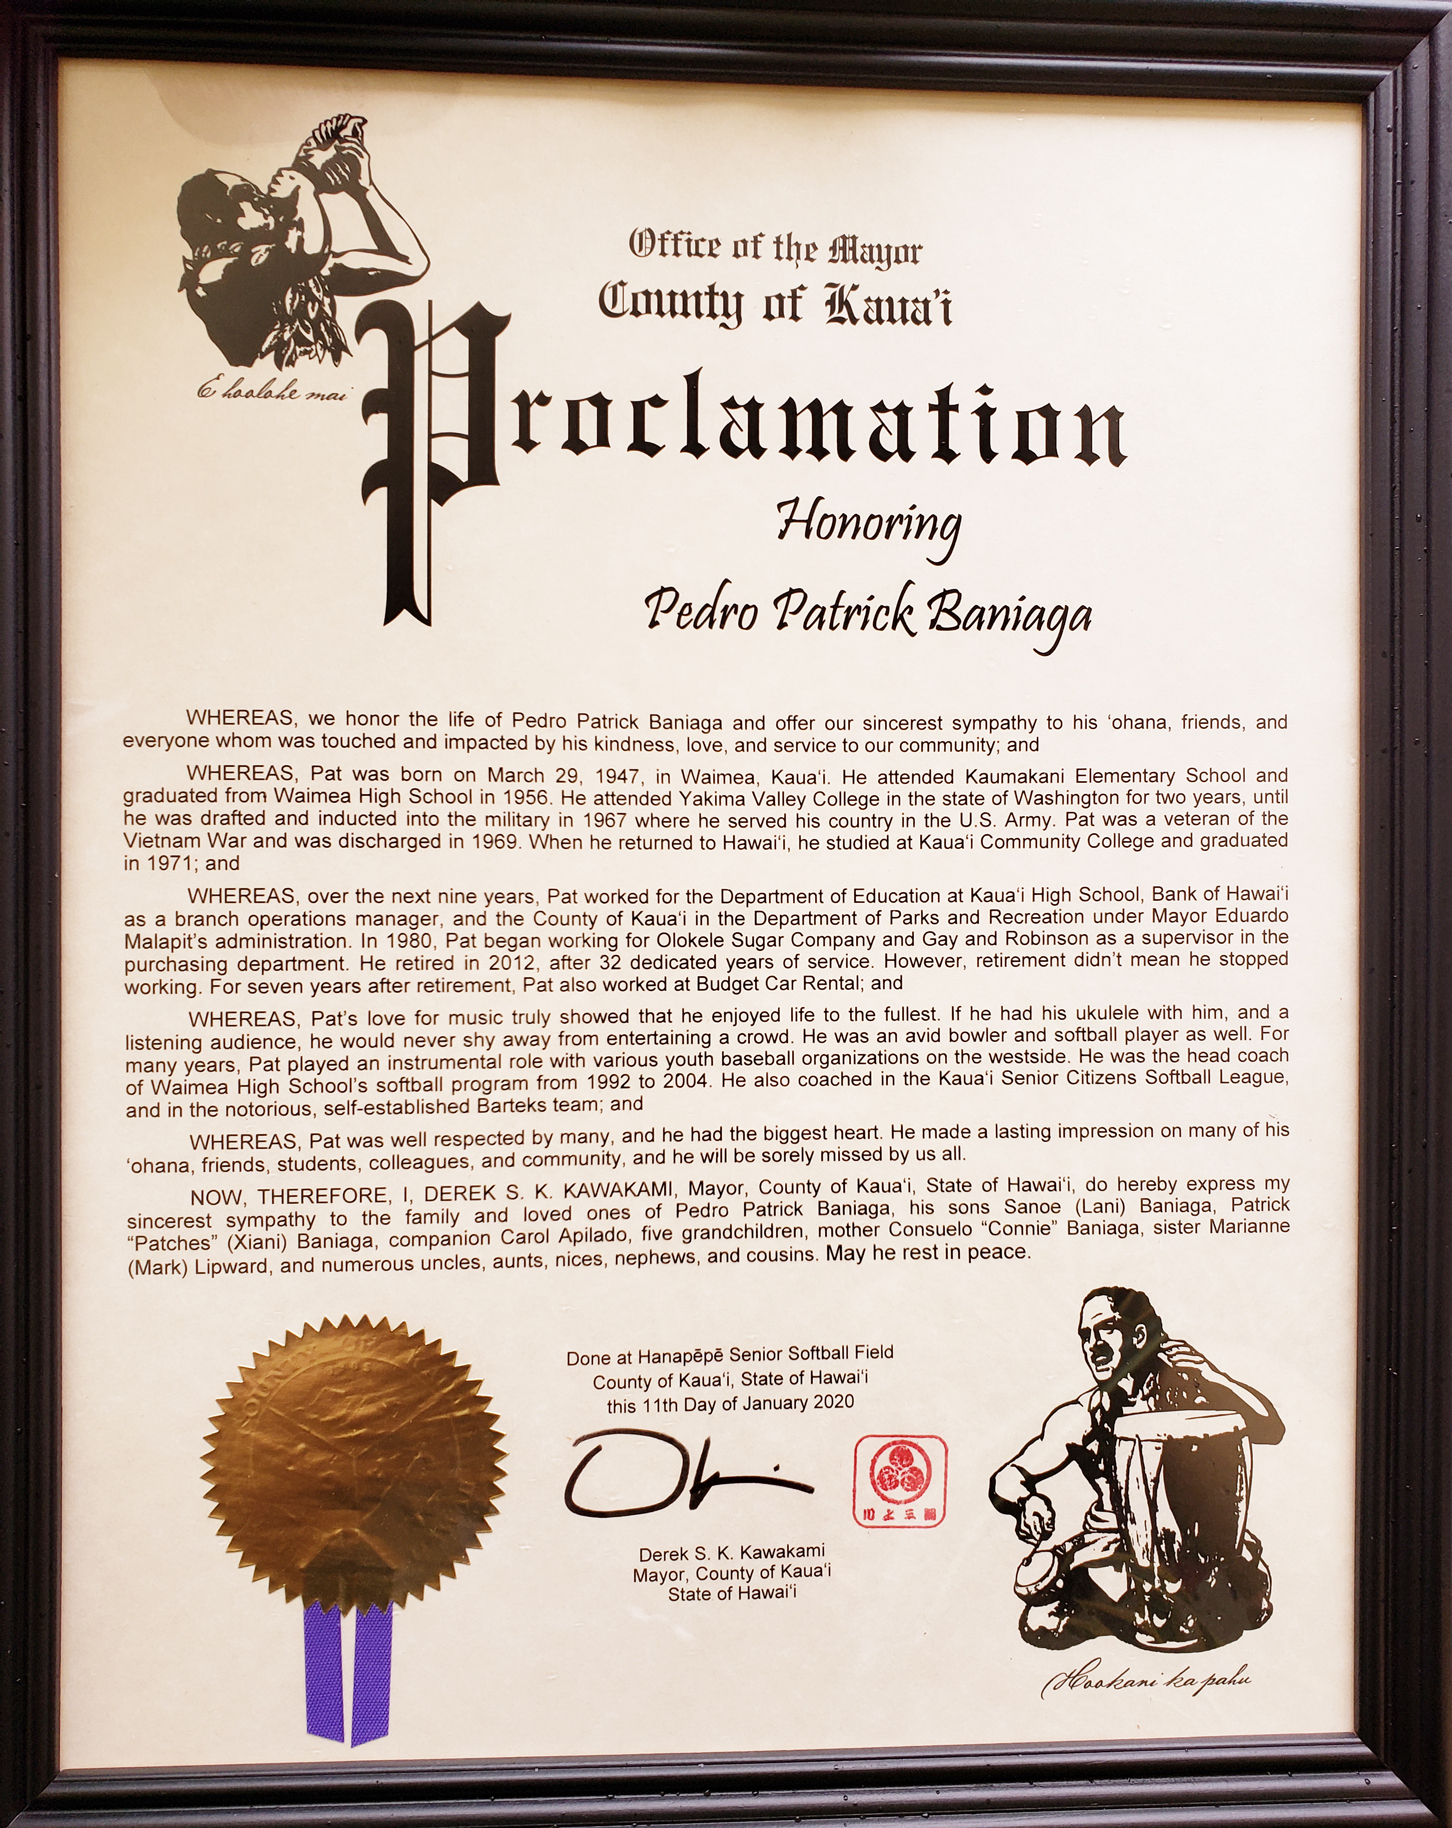 Office of the Mayor
County of Kaua'i
E hoolohe mai
Proclamation
Honoring
Pedro Patrick Baniaga
WHEREAS, we honor the life of Pedro Patrick Baniaga and offer our sincerest sympathy to his ‘ohana, friends, and
everyone whom was touched and impacted by his kindness, love, and service to our community; and
WHEREAS, Pat was born on March 29, 1947, in Waimea, Kaua‘i. He attended Kaumakani Elementary School and
graduated from Waimea High School in 1956. He attended Yakima Valley College in the state of Washington for two years, until
he was drafted and inducted into the military in 1967 where he served his country in the U.S. Army. Pat was a veteran of the
Vietnam War and was discharged in 1969. When he returned to Hawai‘i, he studied at Kaua‘i Community College and graduated
in 1971; and
WHEREAS, over the next nine years, Pat worked for the Department of Education at Kaua‘i High School, Bank of Hawai‘i
as a branch operations manager, and the County of Kaua‘i in the Department of Parks and Recreation under Mayor Eduardo
Malapit’s administration. In 1980, Pat began working for Olokele Sugar Company and Gay and Robinson as a supervisor in the
purchasing department. He retired in 2012, after 32 dedicated years of service. However, retirement didn’t mean he stopped
working. For seven years after retirement, Pat also worked at Budget Car Rental; and
WHEREAS, Pat’s love for music truly showed that he enjoyed life to the fullest. If he had his ukulele with him, and a
listening audience, he would never shy away from entertaining a crowd. He was an avid bowler and softball player as well. For
many years, Pat played an instrumental role with various youth baseball organizations on the westside. He was the head coach
of Waimea High School’s softball program from 1992 to 2004. He also coached in the Kaua‘i Senior Citizens Softball League,
and in the notorious, self-established Barteks team; and
WHEREAS, Pat was well respected by many, and he had the biggest heart. He made a lasting impression on many of his
‘ohana, friends, students, colleagues, and community, and he will be sorely missed by us all.
NOW, THEREFORE, I, DEREK S. K. KAWAKAMI, Mayor, County of Kaua‘i, State of Hawai‘i, do hereby express my
sincerest sympathy to the family and loved ones of Pedro Patrick Baniaga, his sons Sanoe (Lani) Baniaga, Patrick
“Patches” (Xiani) Baniaga, companion Carol Apilado, five grandchildren, mother Consuelo “Connie” Baniaga, sister Marianne
(Mark) Lipward, and numerous uncles, aunts, nices, nephews, and cousins. May he rest in peace.
Done at Hanapēpē Senior Softball Field
County of Kaua‘i, State of Hawai‘i
this 11th Day of January 2020
川上三
Derek S. K. Kawakami
Mayor, County of Kaua‘i
State of Hawai‘i
Hookani ka pahu